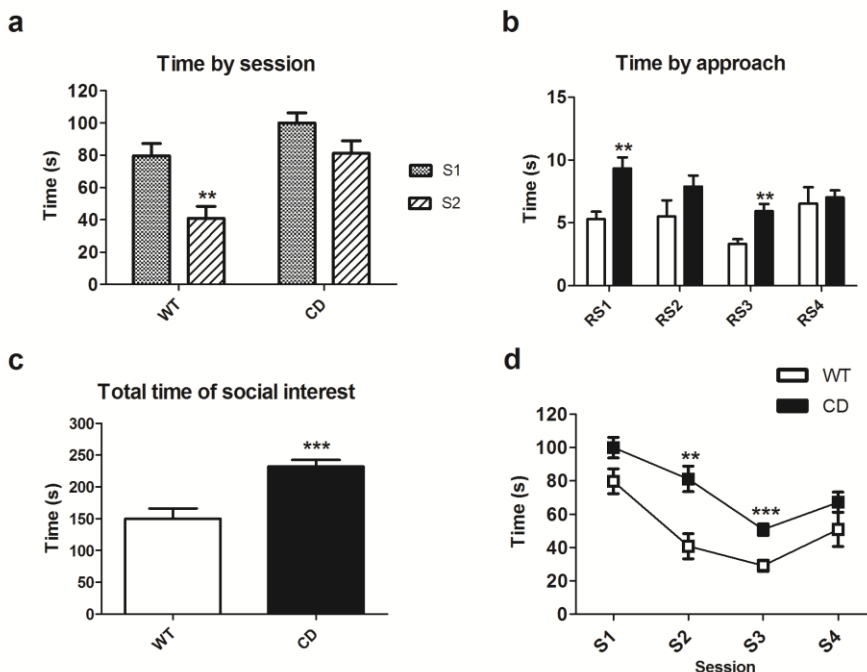 a
Time by session
Time (s)
120
100
80
60
40
20
0
**
WT
CD
S1
S2
b
Time by approach
Time (s)
15
10
5
0
**
**
RS1
RS2
RS3
RS4
c
Total time of social interest
Time (s)
300
250
200
150
100
50
0
***
WT
CD
d
WT
CD
Time (s)
120
100
80
60
40
20
0
**
***
S1
S2
S3
S4
Session